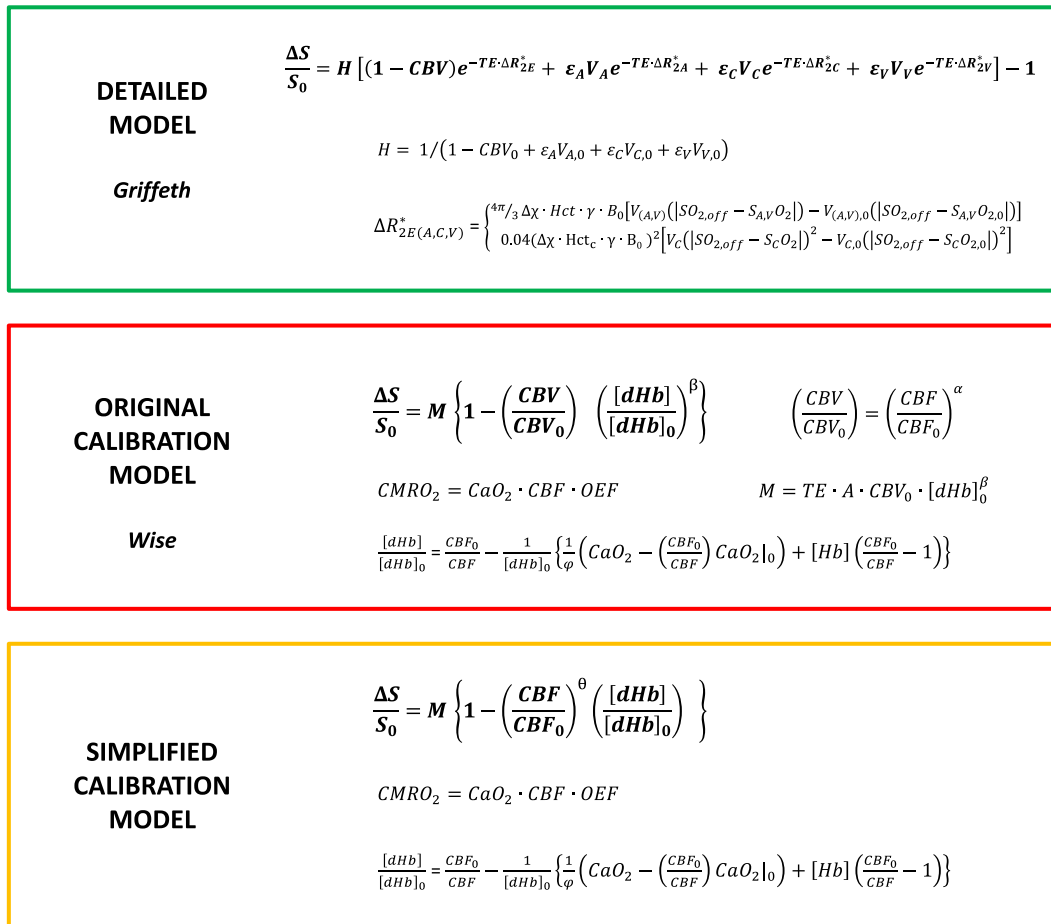 DETAILED
MODEL
Griffeth
ΔS/S₀ = H [(1 − CBV)e^{−TE·ΔR*₂E} + ε_A V_A e^{−TE·ΔR*₂A} + ε_C V_C e^{−TE·ΔR*₂C} + ε_V V_V e^{−TE·ΔR*₂V}] − 1
H = 1/(1 − CBV₀ + ε_A V_{A,0} + ε_C V_{C,0} + ε_V V_{V,0})
ΔR*_{2E(A,C,V)} = { 4π/3 Δχ · Hct · γ · B₀[V_{(A,V)}(|SO_{2,off} − S_{A,V}O₂|) − V_{(A,V),0}(|SO_{2,off} − S_{A,V}O_{2,0}|)]
0.04(Δχ · Hct_c · γ · B₀ )²[V_C(|SO_{2,off} − S_CO₂|)² − V_{C,0}(|SO_{2,off} − S_CO_{2,0}|)²]
ORIGINAL
CALIBRATION
MODEL
Wise
ΔS/S₀ = M {1 − (CBV/CBV₀) ([dHb]/[dHb]₀)^β} (CBV/CBV₀) = (CBF/CBF₀)^α
CMRO₂ = CaO₂ · CBF · OEF M = TE · A · CBV₀ · [dHb]₀^β
[dHb]/[dHb]₀ = CBF₀/CBF − 1/[dHb]₀ {1/φ (CaO₂ − (CBF₀/CBF) CaO₂|₀) + [Hb] (CBF₀/CBF − 1)}
SIMPLIFIED
CALIBRATION
MODEL
ΔS/S₀ = M {1 − (CBF/CBF₀)^θ ([dHb]/[dHb]₀) }
CMRO₂ = CaO₂ · CBF · OEF
[dHb]/[dHb]₀ = CBF₀/CBF − 1/[dHb]₀ {1/φ (CaO₂ − (CBF₀/CBF) CaO₂|₀) + [Hb] (CBF₀/CBF − 1)}